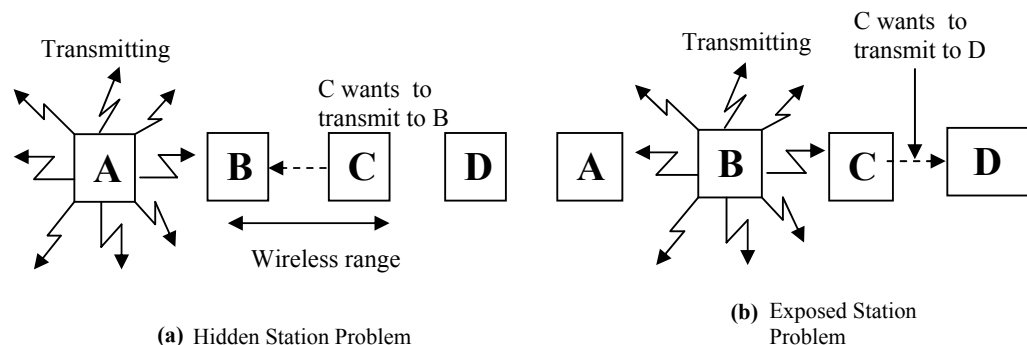 Transmitting
C wants to
transmit to B
A
B
C
D
Wireless range
(a) Hidden Station Problem
C wants to
transmit to D
Transmitting
A
B
C
D
(b) Exposed Station
Problem